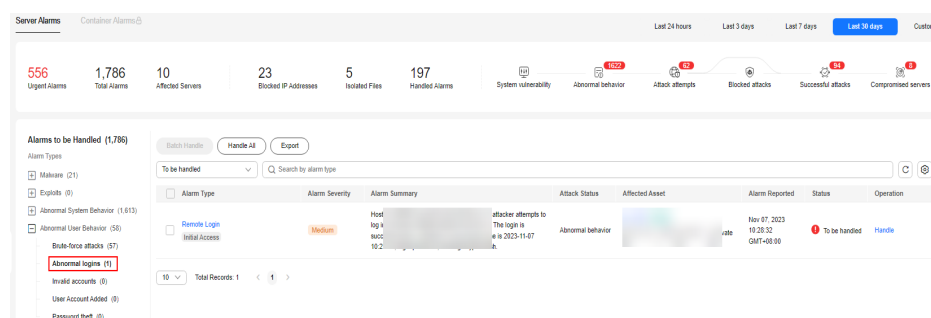 Server Alarms Container Alarms
Last 24 hours Last 3 days Last 7 days Last 30 days Custo
1622 62 94 8
556 1,786 10 23 5 197
Urgent Alarms Total Alarms Affected Servers Blocked IP Addresses Isolated Files Handled Alarms System vulnerability Abnormal behavior Attack attempts Blocked attacks Successful attacks Compromised servers
Alarms to be Handled (1,786)
Batch Handle Handle All Export
Alarm Types
To be handled Search by alarm type
Malware (21)
Exploits (0)
Alarm Type Alarm Severity Alarm Summary Attack Status Affected Asset Alarm Reported Status Operation
Abnormal System Behavior (1,613)
Abnormal User Behavior (58)
Remote Login
Initial Access
Medium
Host attacker attempts to
log i The login is
succ e is 2023-11-07
10:2 sh.
Abnormal behavior
vate
Nov 07, 2023
10:28:32
GMT+08:00
To be handled Handle
Brute-force attacks (57)
Abnormal logins (1)
Invalid accounts (0)
User Account Added (0)
Password theft (0)
10 Total Records: 1 < 1 >